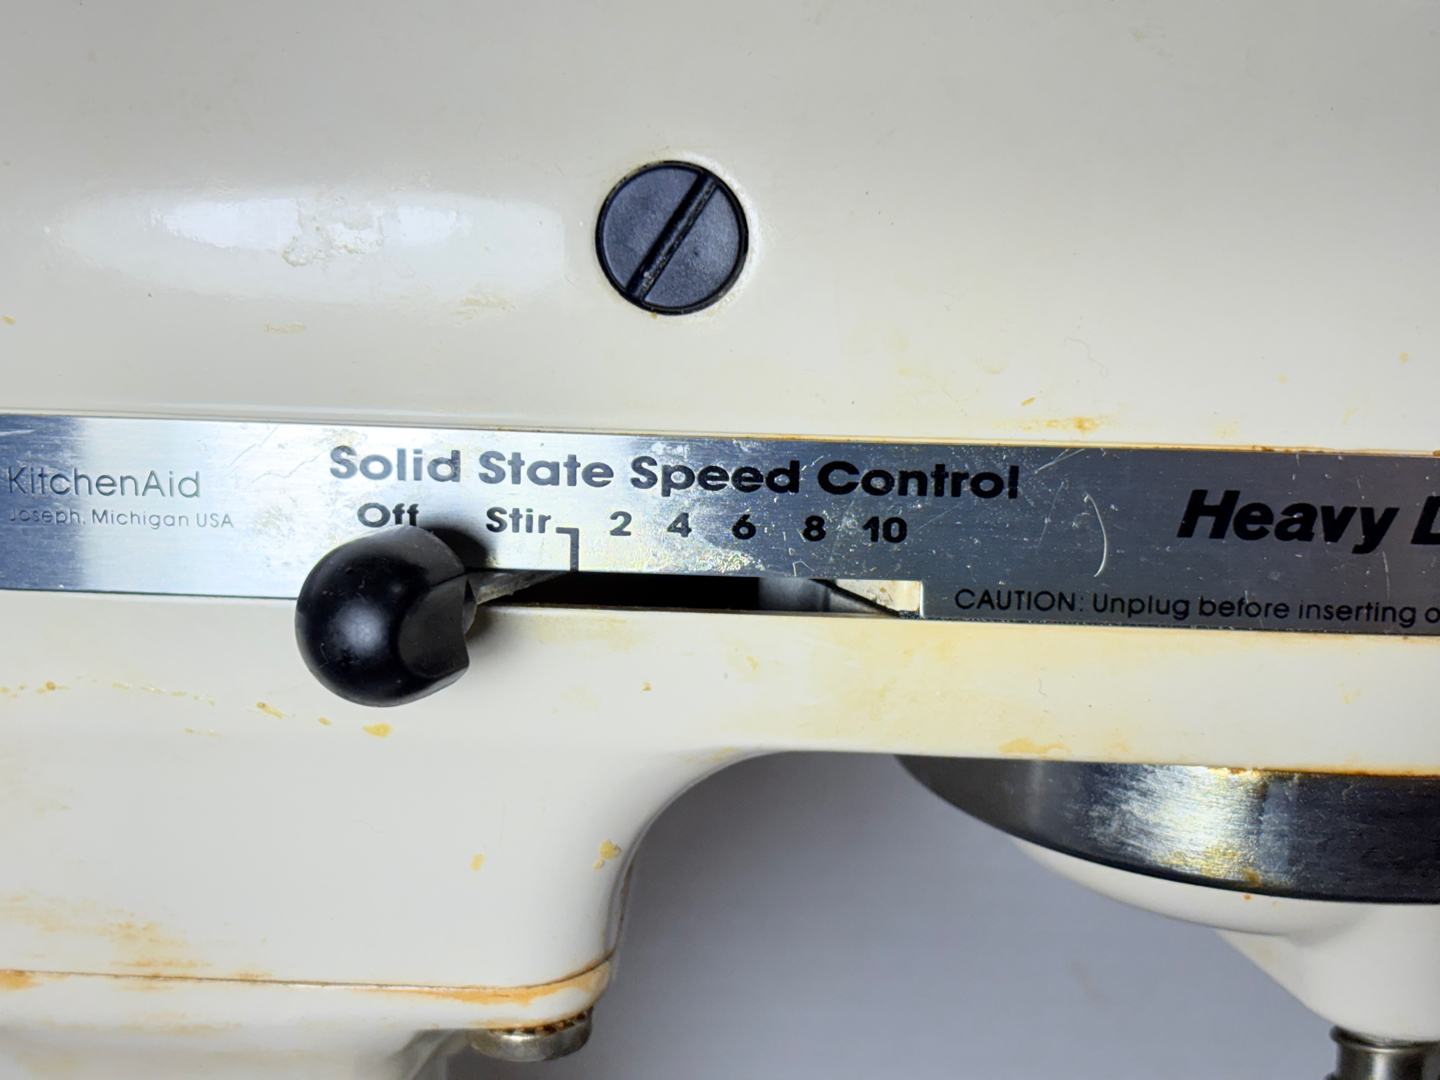 KitchenAid
Joseph, Michigan USA
Solid State Speed Control
Off Stir 2 4 6 8 10
Heavy
CAUTION: Unplug before inserting